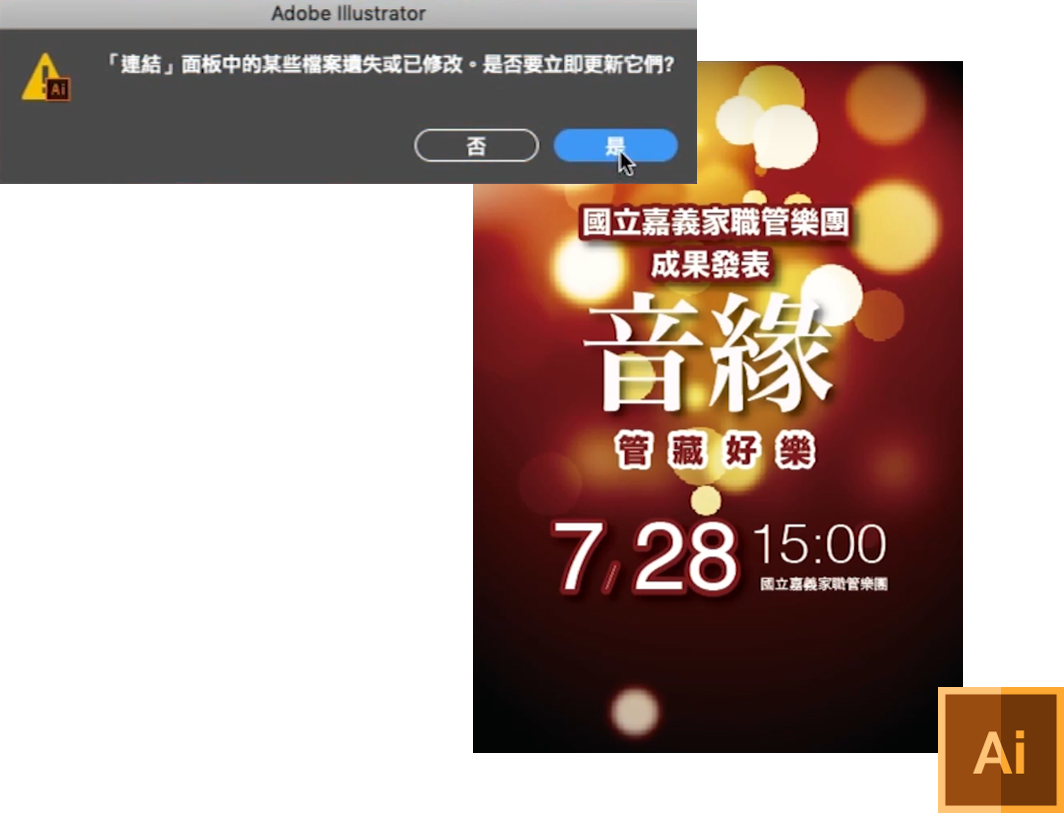 Adobe Illustrator
「連結」面板中的某些檔案遺失或已修改。是否要立即更新它們?
Ai
否
是
國立嘉義家職管樂團
成果發表
音緣
管藏好樂
7/28 15:00
國立嘉義家職管樂團
Ai